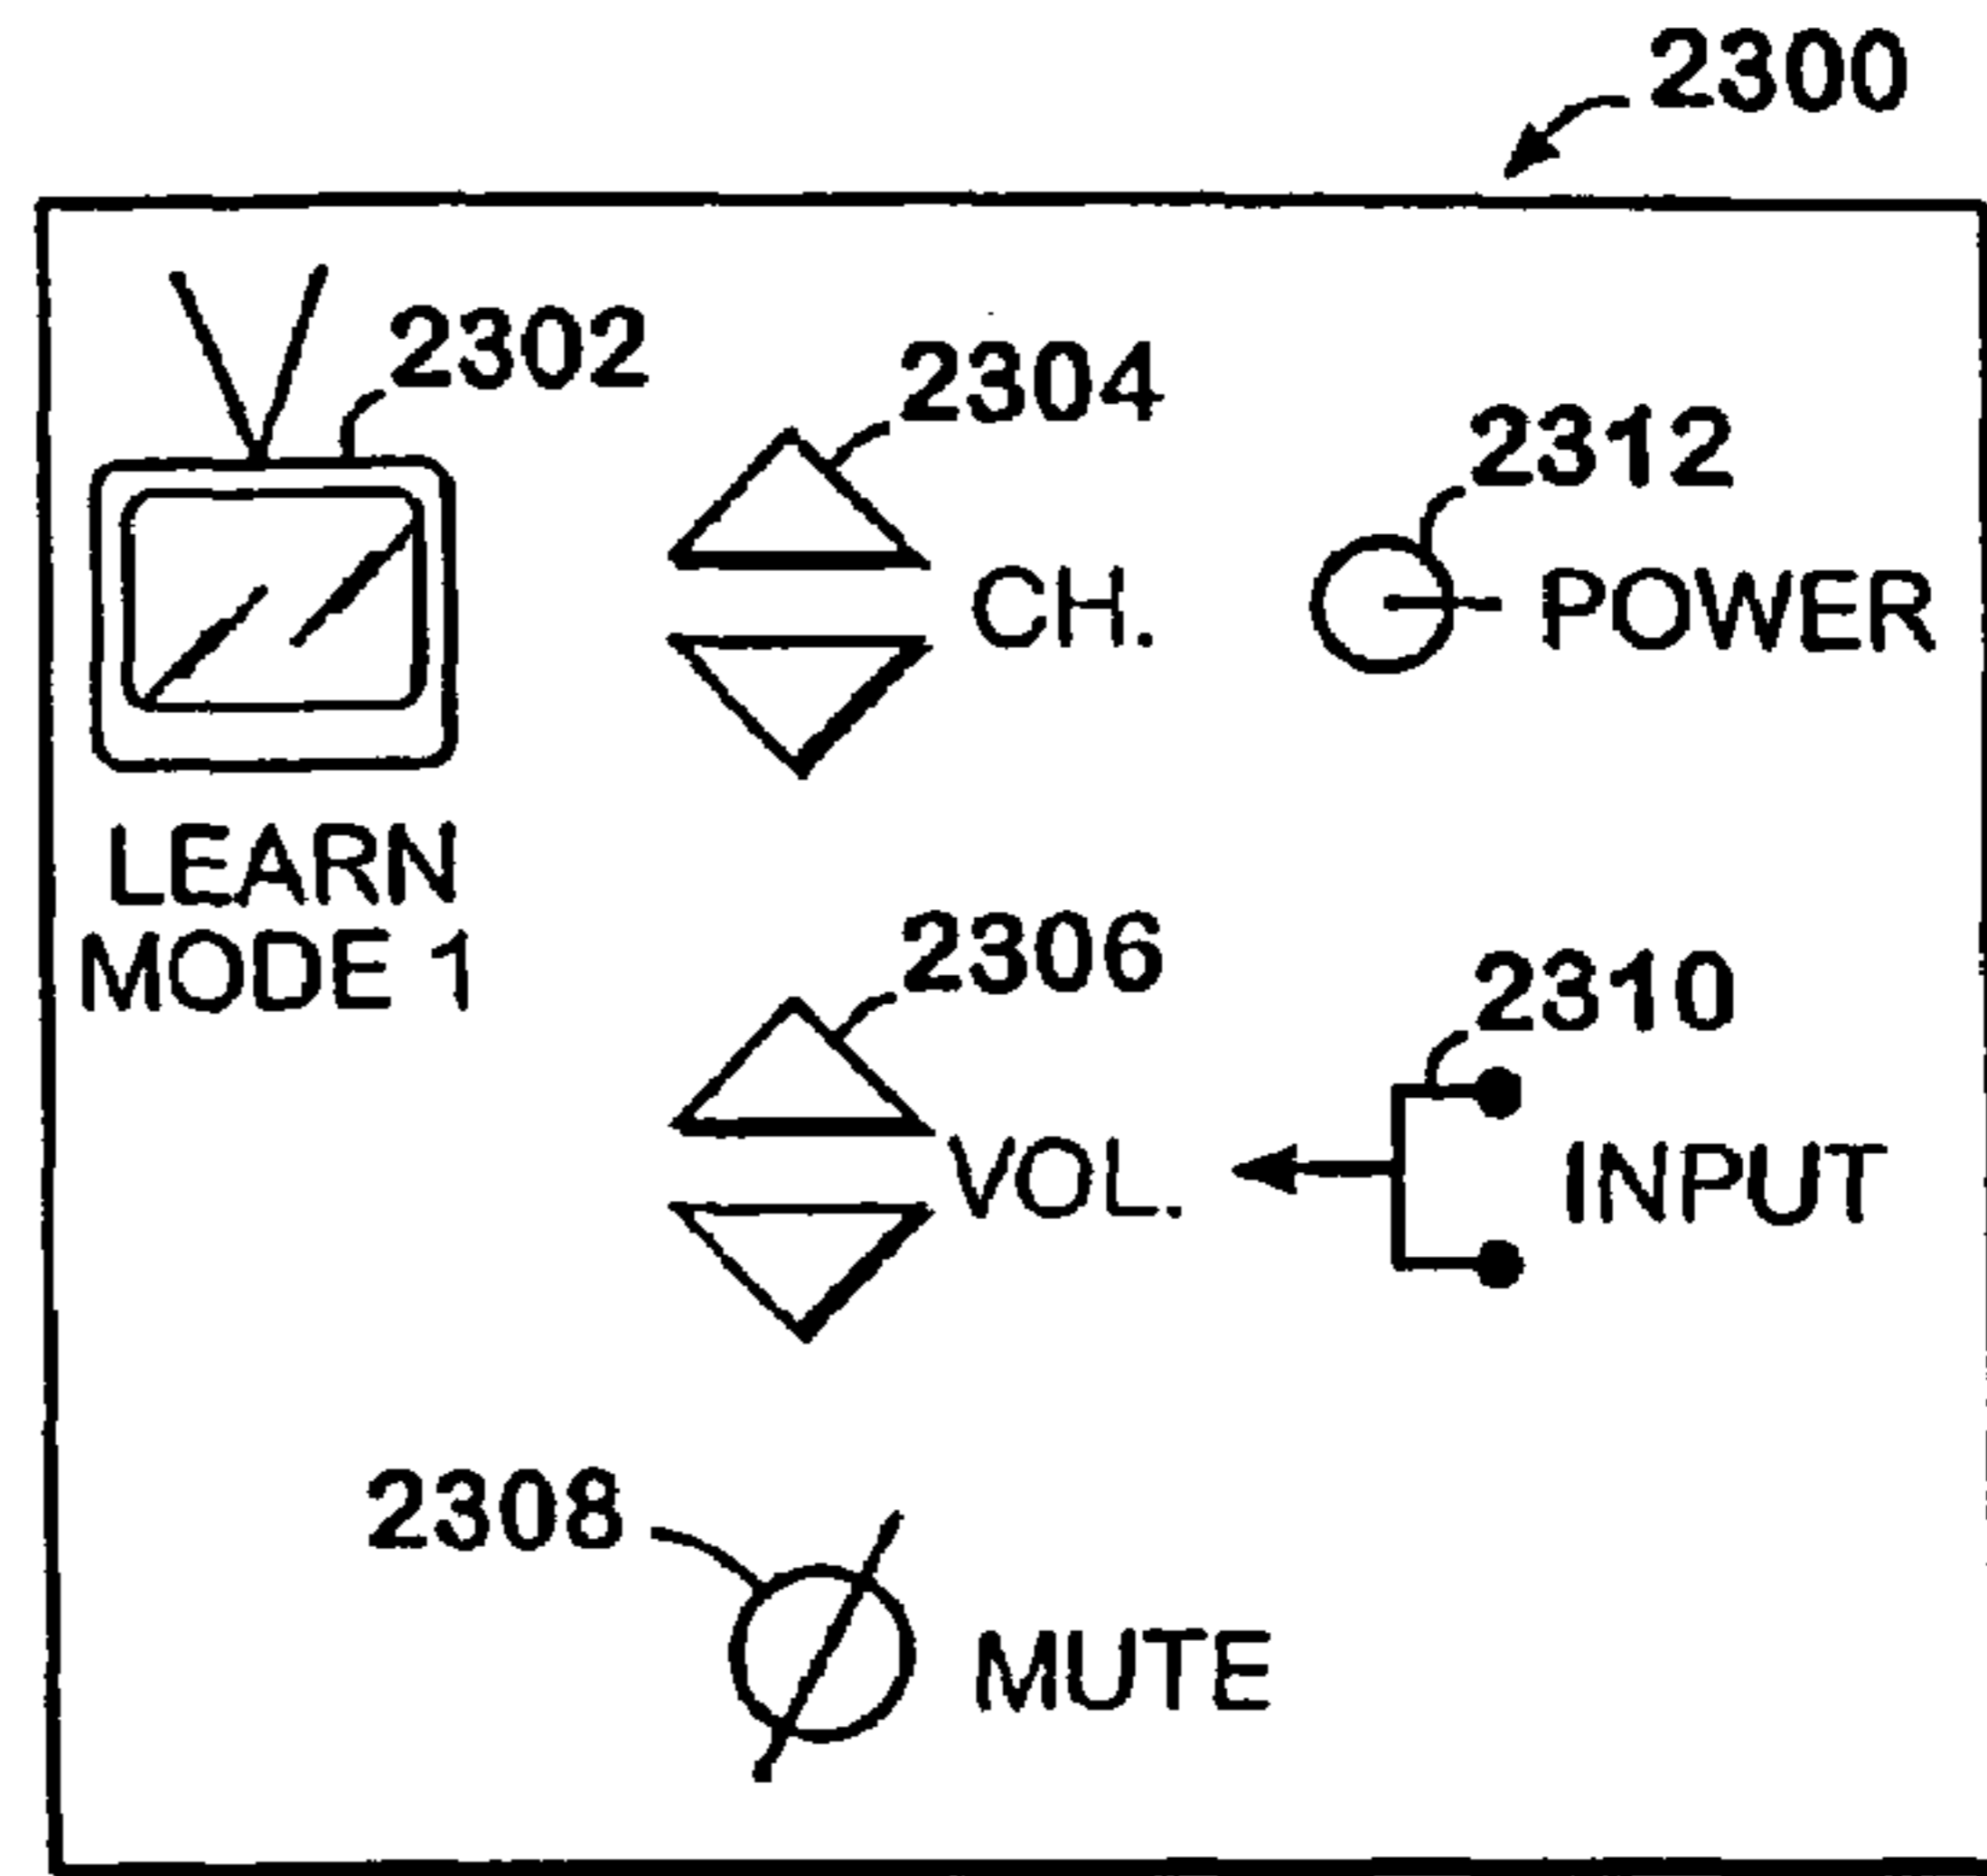 2300
2302
2304
2312
CH.
POWER
LEARN
MODE 1
2306
2310
VOL.
INPUT
2308
MUTE